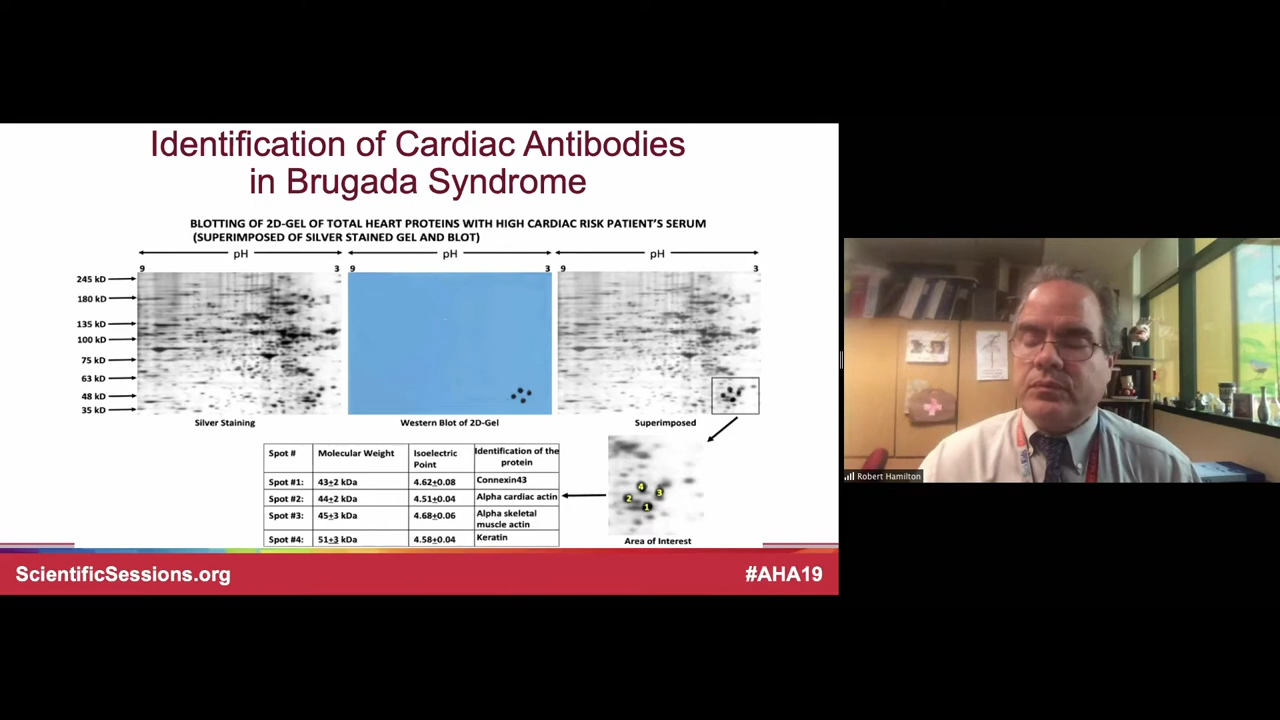 Identification of Cardiac Antibodies
in Brugada Syndrome
BLOTTING OF 2D-GEL OF TOTAL HEART PROTEINS WITH HIGH CARDIAC RISK PATIENT'S SERUM
(SUPERIMPOSED OF SILVER STAINED GEL AND BLOT)
pH pH pH
9 3 9 3 9 3
245 kD
180 kD
135 kD
100 kD
75 kD
63 kD
48 kD
35 kD
Silver Staining Western Blot of 2D-Gel Superimposed
Spot # Molecular Weight Isoelectric Point Identification of the protein
Spot #1: 43±2 kDa 4.62±0.08 Connexin43
Spot #2: 44±2 kDa 4.51±0.04 Alpha cardiac actin
Spot #3: 45±3 kDa 4.68±0.06 Alpha skeletal muscle actin
Spot #4: 51±3 kDa 4.58±0.04 Keratin
4
3
2
1
Area of Interest
ScientificSessions.org #AHA19
Robert Hamilton